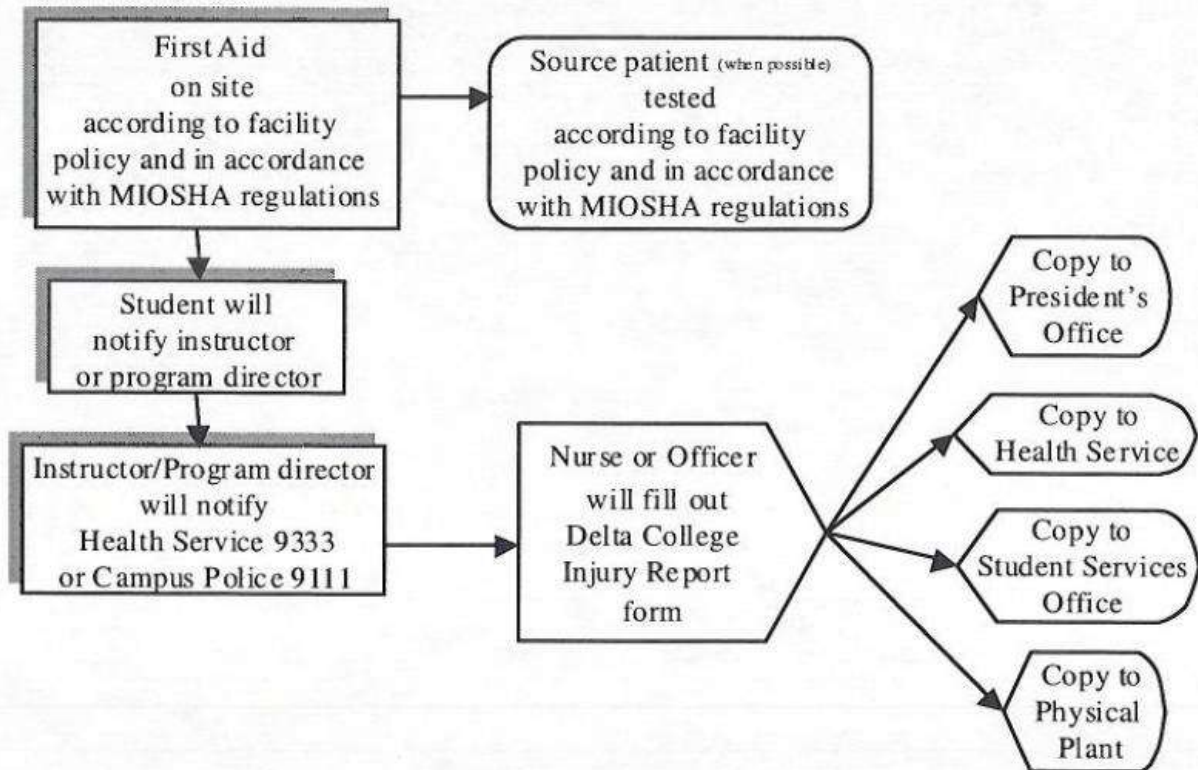 First Aid
on site
according to facility
policy and in accordance
with MIOSHA regulations
Source patient (when possible)
tested
according to facility
policy and in accordance
with MIOSHA regulations
Student will
notify instructor
or program director
Instructor/Program director
will notify
Health Service 9333
or Campus Police 9111
Nurse or Officer
will fill out
Delta College
Injury Report
form
Copy to
President's
Office
Copy to
Health Service
Copy to
Student Services
Office
Copy to
Physical
Plant